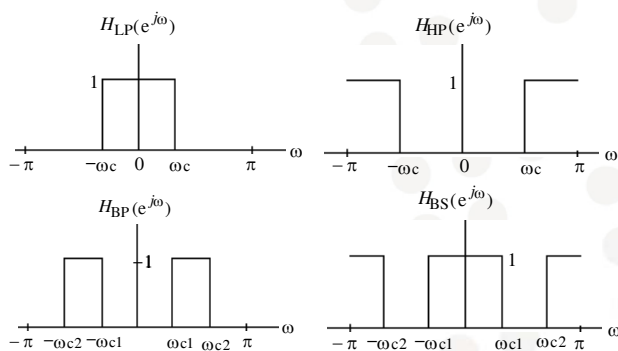 H_LP(e^jω)
1
−π −ωc 0 ωc π ω
H_HP(e^jω)
1
−π −ωc 0 ωc π ω
H_BP(e^jω)
1
−π −ωc2 −ωc1 ωc1 ωc2 π ω
H_BS(e^jω)
1
−π −ωc2 −ωc1 ωc1 ωc2 π ω